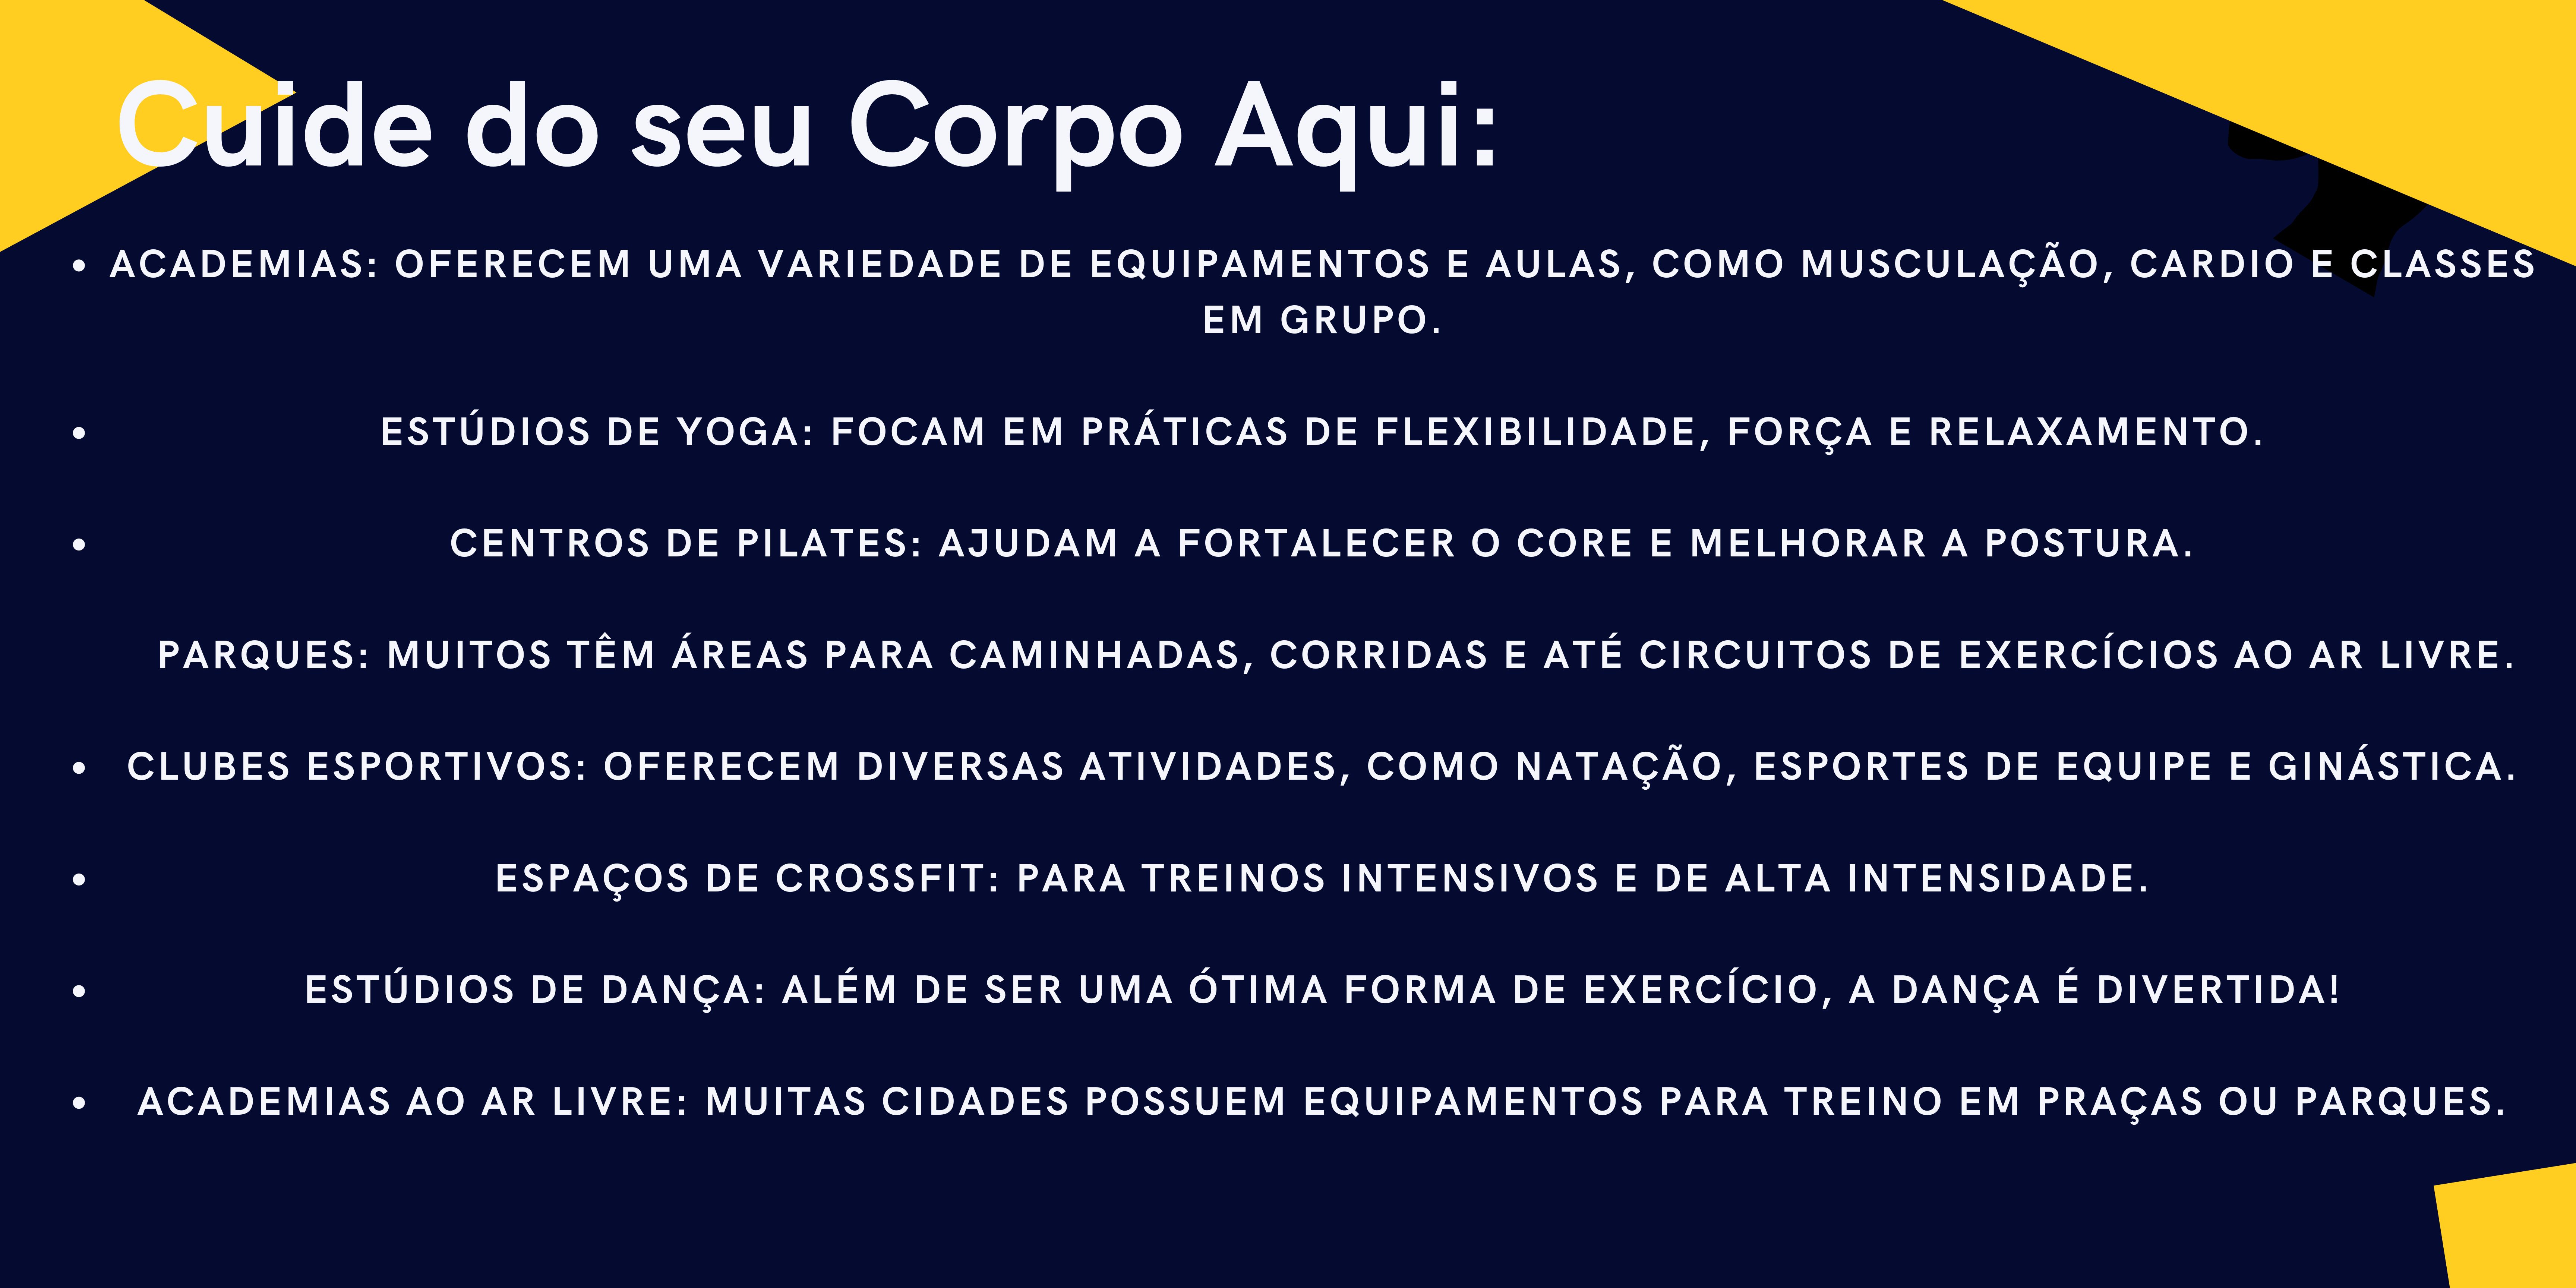 Cuide do seu Corpo Aqui:
• ACADEMIAS: OFERECEM UMA VARIEDADE DE EQUIPAMENTOS E AULAS, COMO MUSCULAÇÃO, CARDIO E CLASSES
EM GRUPO.
• ESTÚDIOS DE YOGA: FOCAM EM PRÁTICAS DE FLEXIBILIDADE, FORÇA E RELAXAMENTO.
• CENTROS DE PILATES: AJUDAM A FORTALECER O CORE E MELHORAR A POSTURA.
PARQUES: MUITOS TÊM ÁREAS PARA CAMINHADAS, CORRIDAS E ATÉ CIRCUITOS DE EXERCÍCIOS AO AR LIVRE.
• CLUBES ESPORTIVOS: OFERECEM DIVERSAS ATIVIDADES, COMO NATAÇÃO, ESPORTES DE EQUIPE E GINÁSTICA.
• ESPAÇOS DE CROSSFIT: PARA TREINOS INTENSIVOS E DE ALTA INTENSIDADE.
• ESTÚDIOS DE DANÇA: ALÉM DE SER UMA ÓTIMA FORMA DE EXERCÍCIO, A DANÇA É DIVERTIDA!
• ACADEMIAS AO AR LIVRE: MUITAS CIDADES POSSUEM EQUIPAMENTOS PARA TREINO EM PRAÇAS OU PARQUES.